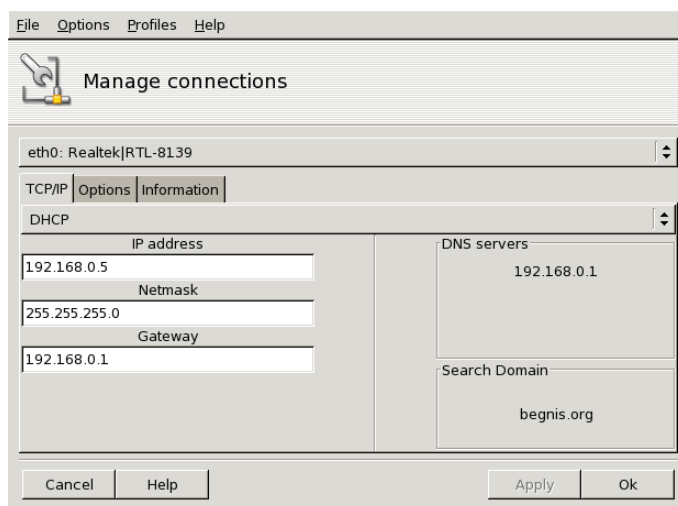 File Options Profiles Help
Manage connections
eth0: Realtek|RTL-8139
TCP/IP Options Information
DHCP
IP address
192.168.0.5
Netmask
255.255.255.0
Gateway
192.168.0.1
DNS servers
192.168.0.1
Search Domain
begnis.org
Cancel Help Apply Ok